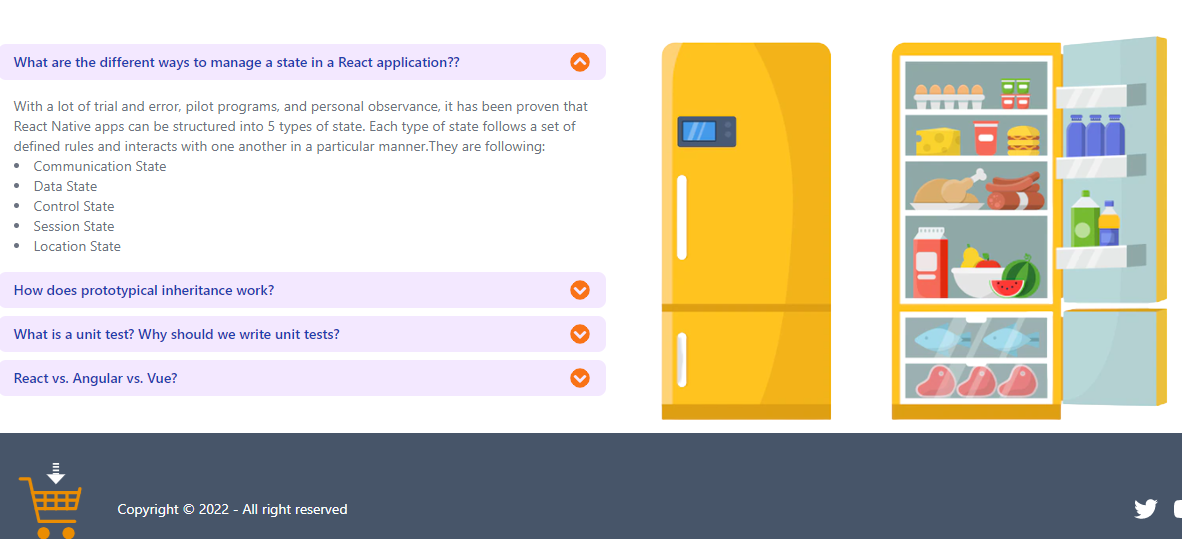 What are the different ways to manage a state in a React application??
With a lot of trial and error, pilot programs, and personal observance, it has been proven that
React Native apps can be structured into 5 types of state. Each type of state follows a set of
defined rules and interacts with one another in a particular manner.They are following:
• Communication State
• Data State
• Control State
• Session State
• Location State
How does prototypical inheritance work?
What is a unit test? Why should we write unit tests?
React vs. Angular vs. Vue?
Copyright © 2022 - All right reserved